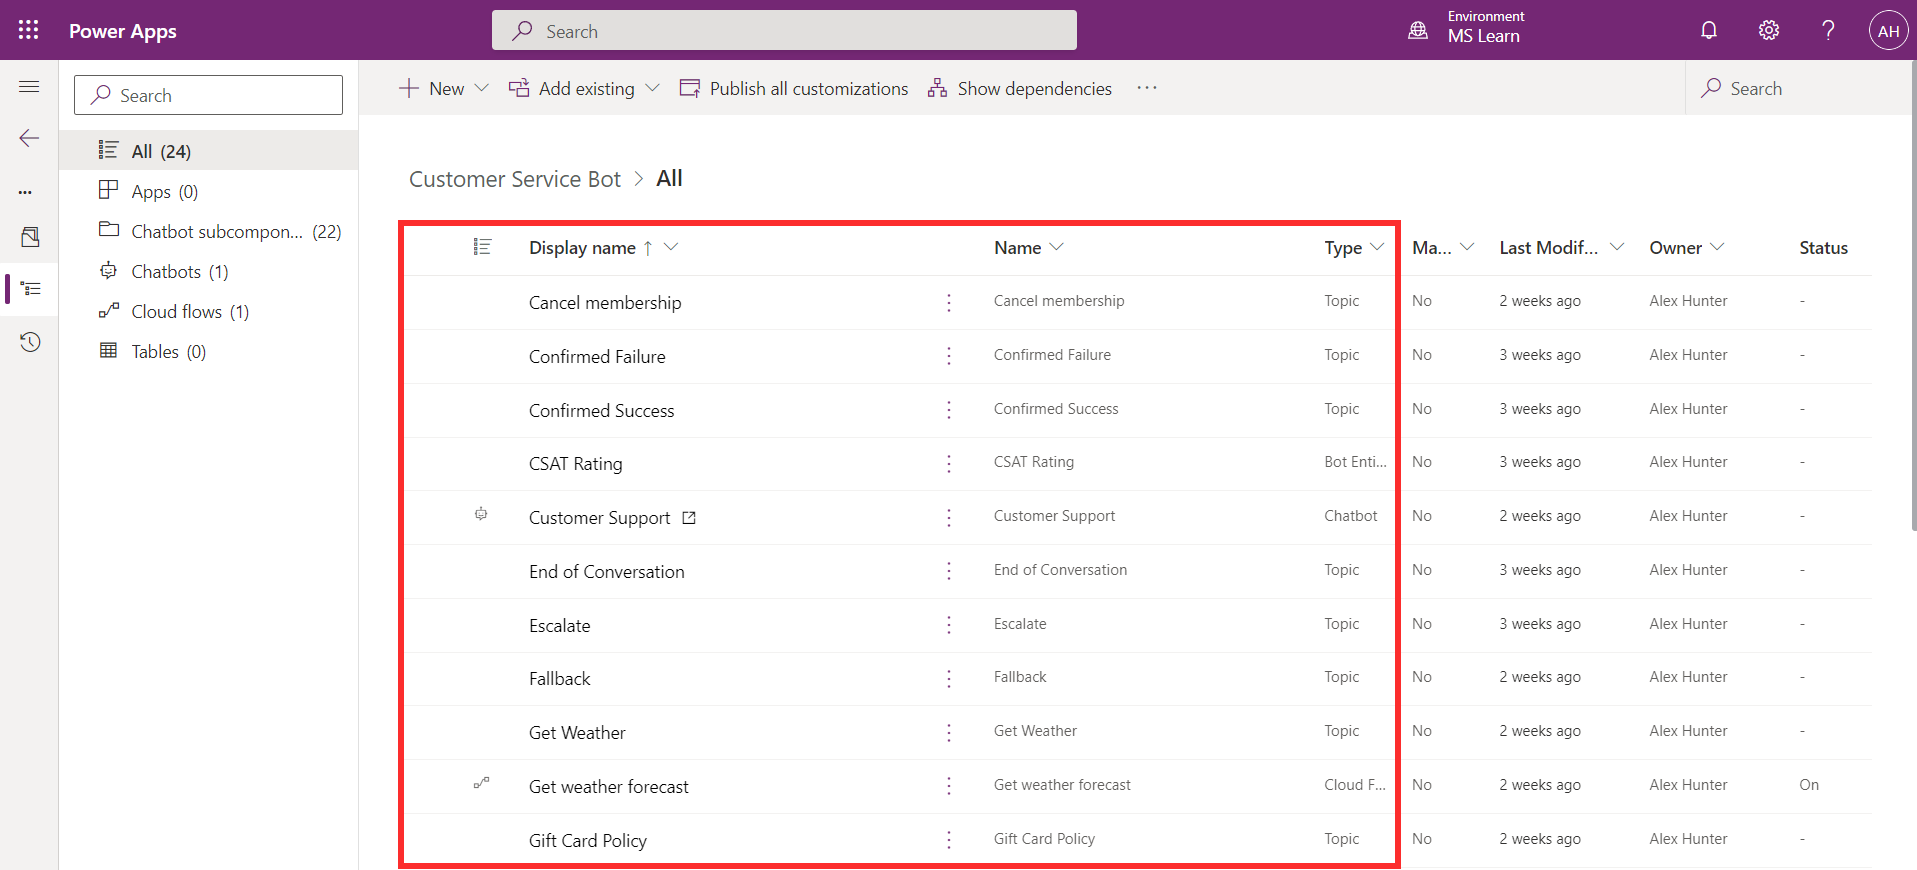 Power Apps
Search
Environment
MS Learn
AH
Search
New
Add existing
Publish all customizations
Show dependencies
Search
All (24)
Apps (0)
Chatbot subcompon... (22)
Chatbots (1)
Cloud flows (1)
Tables (0)
Customer Service Bot > All
Display name ↑ Name Type Ma... Last Modif... Owner Status
Cancel membership Cancel membership Topic No 2 weeks ago Alex Hunter -
Confirmed Failure Confirmed Failure Topic No 3 weeks ago Alex Hunter -
Confirmed Success Confirmed Success Topic No 3 weeks ago Alex Hunter -
CSAT Rating CSAT Rating Bot Enti... No 3 weeks ago Alex Hunter -
Customer Support Customer Support Chatbot No 2 weeks ago Alex Hunter -
End of Conversation End of Conversation Topic No 3 weeks ago Alex Hunter -
Escalate Escalate Topic No 3 weeks ago Alex Hunter -
Fallback Fallback Topic No 2 weeks ago Alex Hunter -
Get Weather Get Weather Topic No 2 weeks ago Alex Hunter -
Get weather forecast Get weather forecast Cloud F... No 2 weeks ago Alex Hunter On
Gift Card Policy Gift Card Policy Topic No 2 weeks ago Alex Hunter -